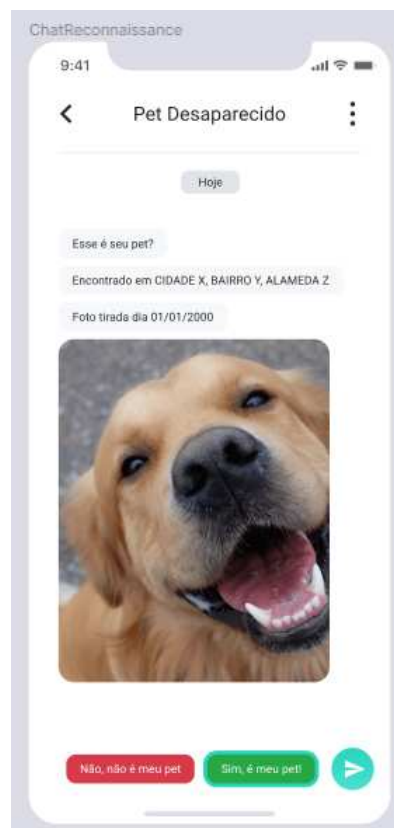 ChatReconnaissance
9:41
Pet Desaparecido
Hoje
Esse é seu pet?
Encontrado em CIDADE X, BAIRRO Y, ALAMEDA Z
Foto tirada dia 01/01/2000
Não, não é meu pet
Sim, é meu pet!